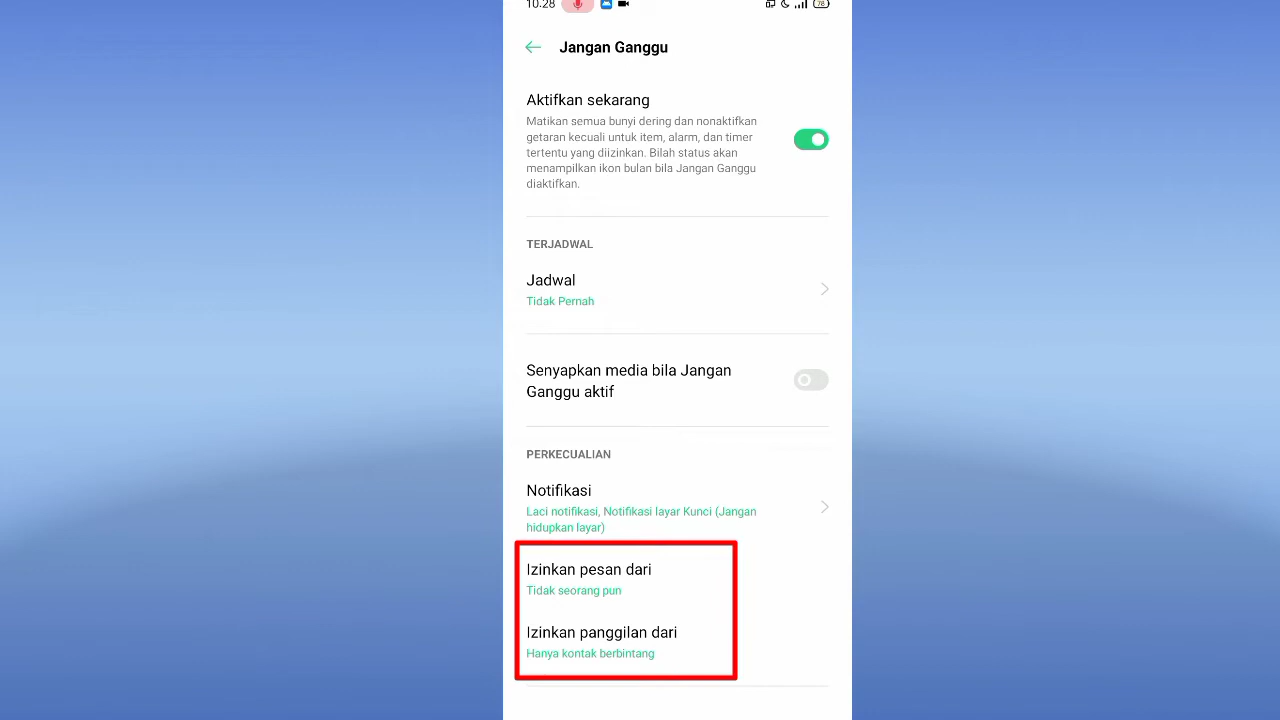 10.28
78
Jangan Ganggu
Aktifkan sekarang
Matikan semua bunyi dering dan nonaktifkan
getaran kecuali untuk item, alarm, dan timer
tertentu yang diizinkan. Bilah status akan
menampilkan ikon bulan bila Jangan Ganggu
diaktifkan.
TERJADWAL
Jadwal
Tidak Pernah
Senyapkan media bila Jangan
Ganggu aktif
PERKECUALIAN
Notifikasi
Laci notifikasi, Notifikasi layar Kunci (Jangan
hidupkan layar)
Izinkan pesan dari
Tidak seorang pun
Izinkan panggilan dari
Hanya kontak berbintang